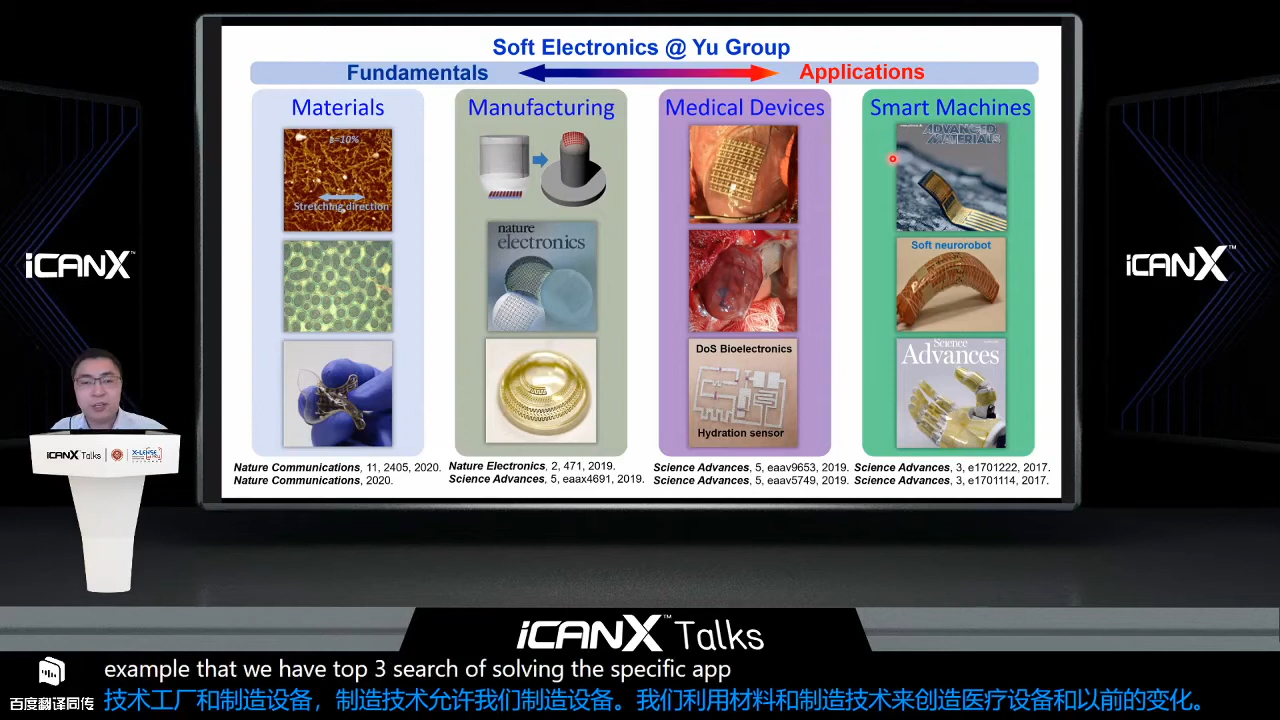 Soft Electronics @ Yu Group
Fundamentals
Applications
Materials
ε=10%
Stretching direction
Manufacturing
nature
electronics
Medical Devices
DoS Bioelectronics
Hydration sensor
Smart Machines
ADVANCED
MATERIALS
Soft neurorobot
Science
Advances
Nature Communications, 11, 2405, 2020.
Nature Communications, 2020.
Nature Electronics, 2, 471, 2019.
Science Advances, 5, eaax4691, 2019.
Science Advances, 5, eaav9653, 2019.
Science Advances, 5, eaav5749, 2019.
Science Advances, 3, e1701222, 2017.
Science Advances, 3, e1701114, 2017.
iCANX™
iCANX™
iCANX Talks
X-LENSE
iCANX™ Talks
example that we have top 3 search of solving the specific app
百度翻译同传
技术工厂和制造设备，制造技术允许我们制造设备。我们利用材料和制造技术来创造医疗设备和以前的变化。